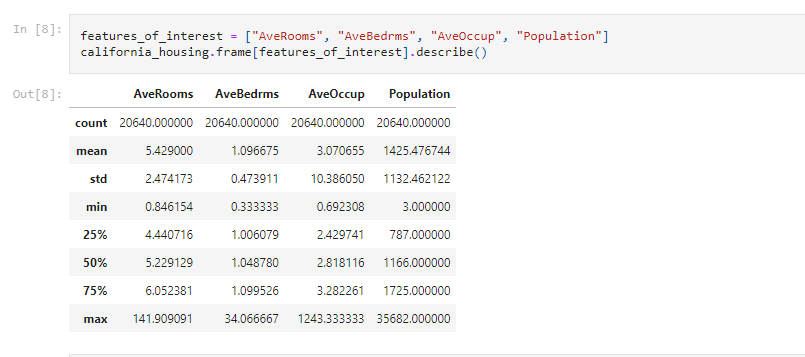 In [8]:
features_of_interest = ["AveRooms", "AveBedrms", "AveOccup", "Population"]
california_housing.frame[features_of_interest].describe()
Out[8]:
AveRooms AveBedrms AveOccup Population
count 20640.000000 20640.000000 20640.000000 20640.000000
mean 5.429000 1.096675 3.070655 1425.476744
std 2.474173 0.473911 10.386050 1132.462122
min 0.846154 0.333333 0.692308 3.000000
25% 4.440716 1.006079 2.429741 787.000000
50% 5.229129 1.048780 2.818116 1166.000000
75% 6.052381 1.099526 3.282261 1725.000000
max 141.909091 34.066667 1243.333333 35682.000000